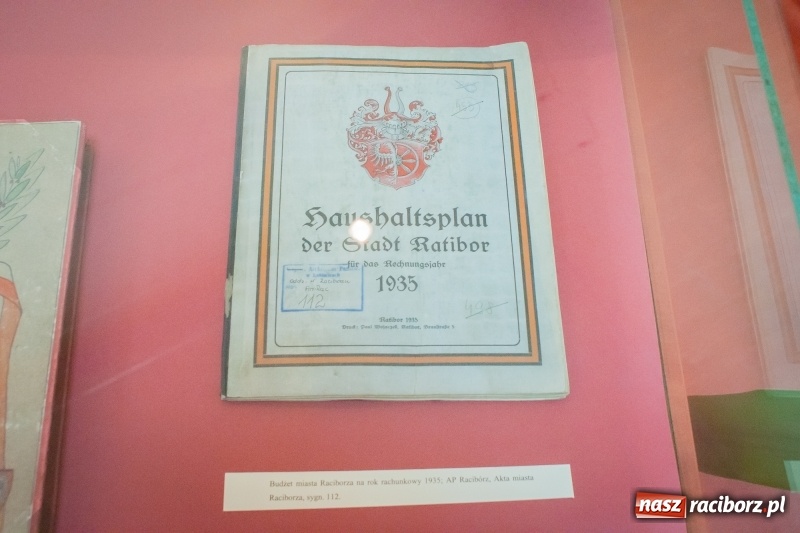 Haushaltsplan
der Stadt Ratibor
für das Rechnungsjahr
1935
112
Ratibor 1935
Budżet miasta Raciborza na rok rachunkowy 1935; AP Racibórz, Akta miasta
Raciborza, sygn. 112.
nasz raciborz.pl